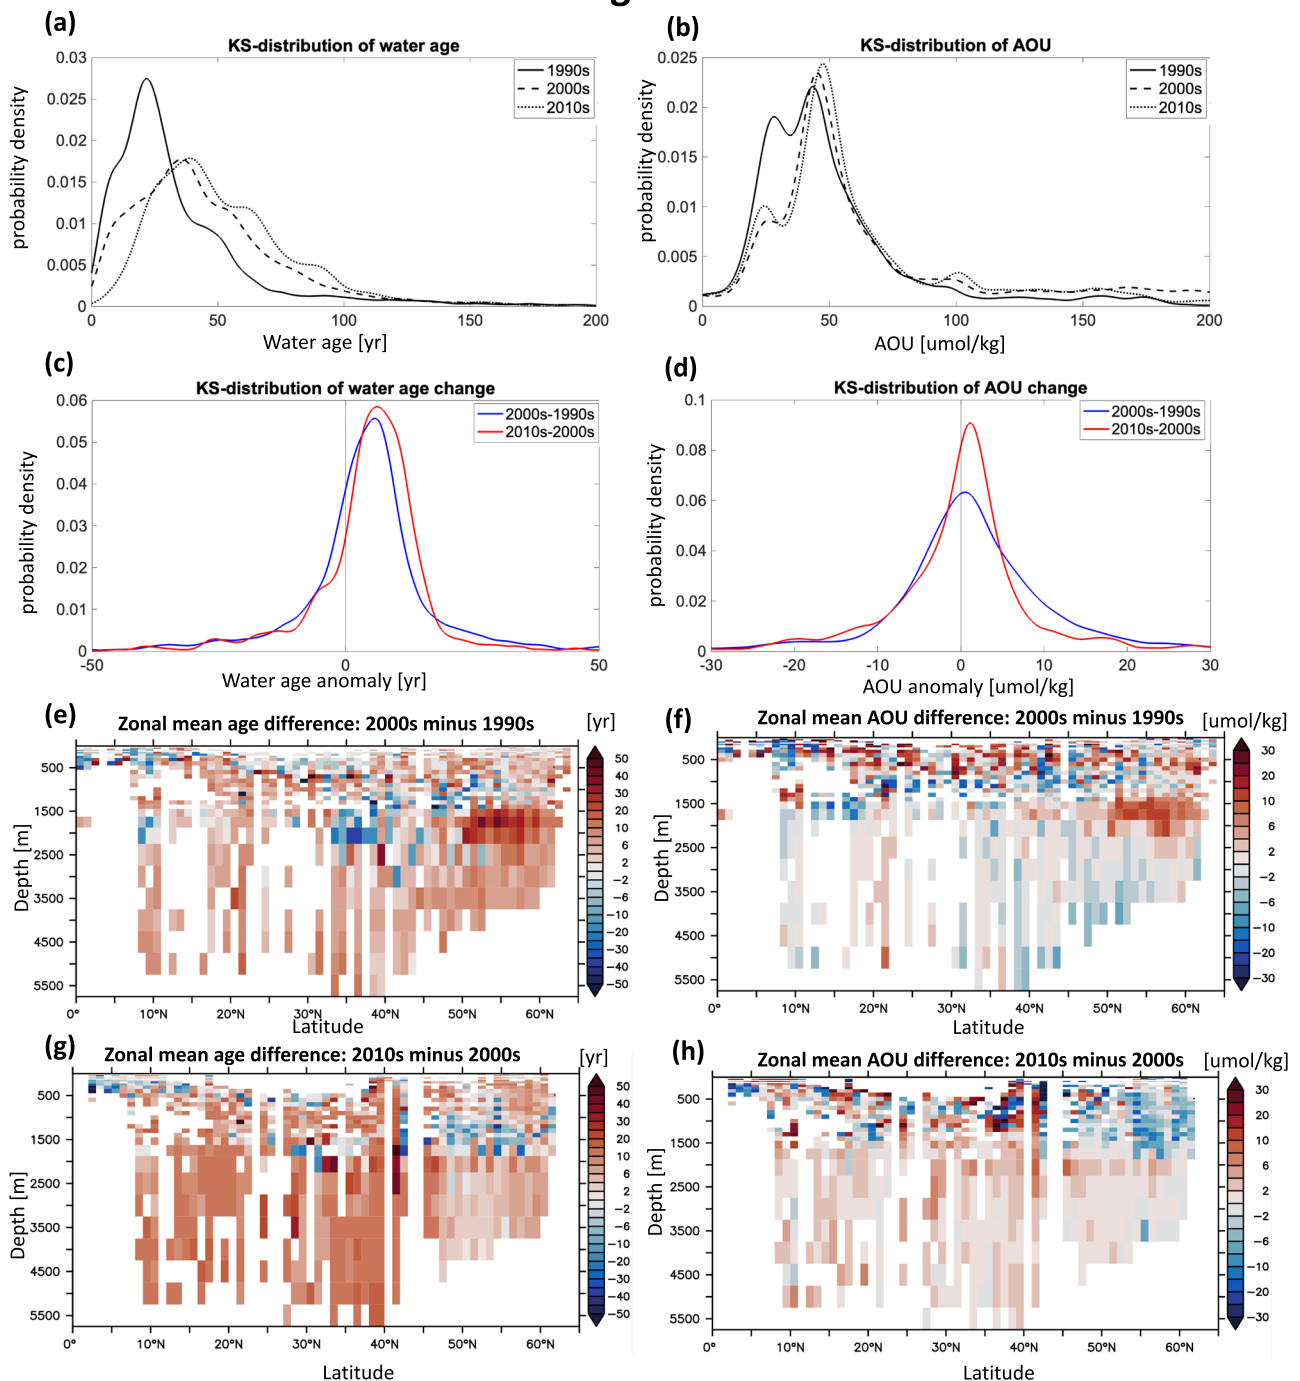 (a)
KS-distribution of water age
probability density
0.03
0.025
0.02
0.015
0.01
0.005
0
1990s
2000s
2010s
0 50 100 150 200
Water age [yr]
(b)
KS-distribution of AOU
probability density
0.025
0.02
0.015
0.01
0.005
0
1990s
2000s
2010s
0 50 100 150 200
AOU [umol/kg]
(c)
KS-distribution of water age change
probability density
0.06
0.05
0.04
0.03
0.02
0.01
0
2000s-1990s
2010s-2000s
-50 0 50
Water age anomaly [yr]
(d)
KS-distribution of AOU change
probability density
0.1
0.08
0.06
0.04
0.02
0
2000s-1990s
2010s-2000s
-30 -20 -10 0 10 20 30
AOU anomaly [umol/kg]
(e)
Zonal mean age difference: 2000s minus 1990s
[yr]
Depth [m]
500
1500
2500
3500
4500
5500
0° 10°N 20°N 30°N 40°N 50°N 60°N
Latitude
50
40
30
20
10
6
2
−2
−6
−10
−20
−30
−40
−50
(f)
Zonal mean AOU difference: 2000s minus 1990s
[umol/kg]
Depth [m]
500
1500
2500
3500
4500
5500
0° 10°N 20°N 30°N 40°N 50°N 60°N
Latitude
30
20
10
6
2
−2
−6
−10
−20
−30
(g)
Zonal mean age difference: 2010s minus 2000s
[yr]
Depth [m]
500
1500
2500
3500
4500
5500
0° 10°N 20°N 30°N 40°N 50°N 60°N
Latitude
50
40
30
20
10
6
2
−2
−6
−10
−20
−30
−40
−50
(h)
Zonal mean AOU difference: 2010s minus 2000s
[umol/kg]
Depth [m]
500
1500
2500
3500
4500
5500
0° 10°N 20°N 30°N 40°N 50°N 60°N
Latitude
30
20
10
6
2
−2
−6
−10
−20
−30